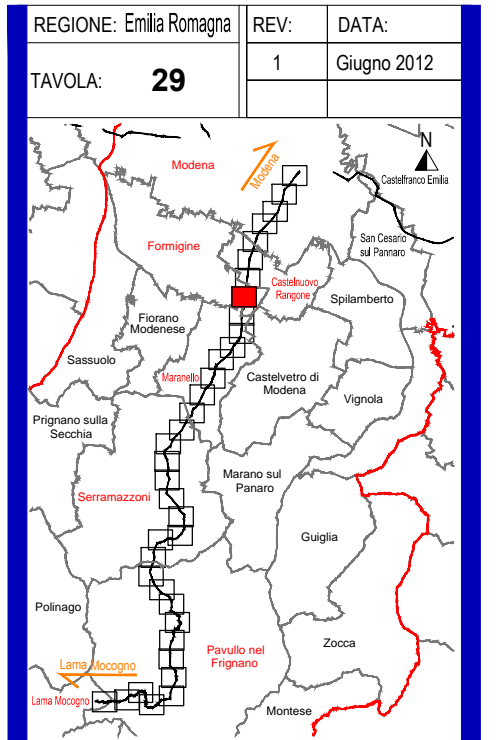 REGIONE: Emilia Romagna
REV:
DATA:
TAVOLA: 29
1
Giugno 2012
Modena
Modena
N
Castelfranco Emilia
San Cesario
sul Pannaro
Formigine
Castelnuovo
Rangone
Spilamberto
Fiorano
Modenese
Sassuolo
Maranello
Castelvetro di
Modena
Vignola
Prignano sulla
Secchia
Marano sul
Panaro
Serramazzoni
Guiglia
Polinago
Zocca
Pavullo nel
Frignano
Lama Mocogno
Lama Mocogno
Montese